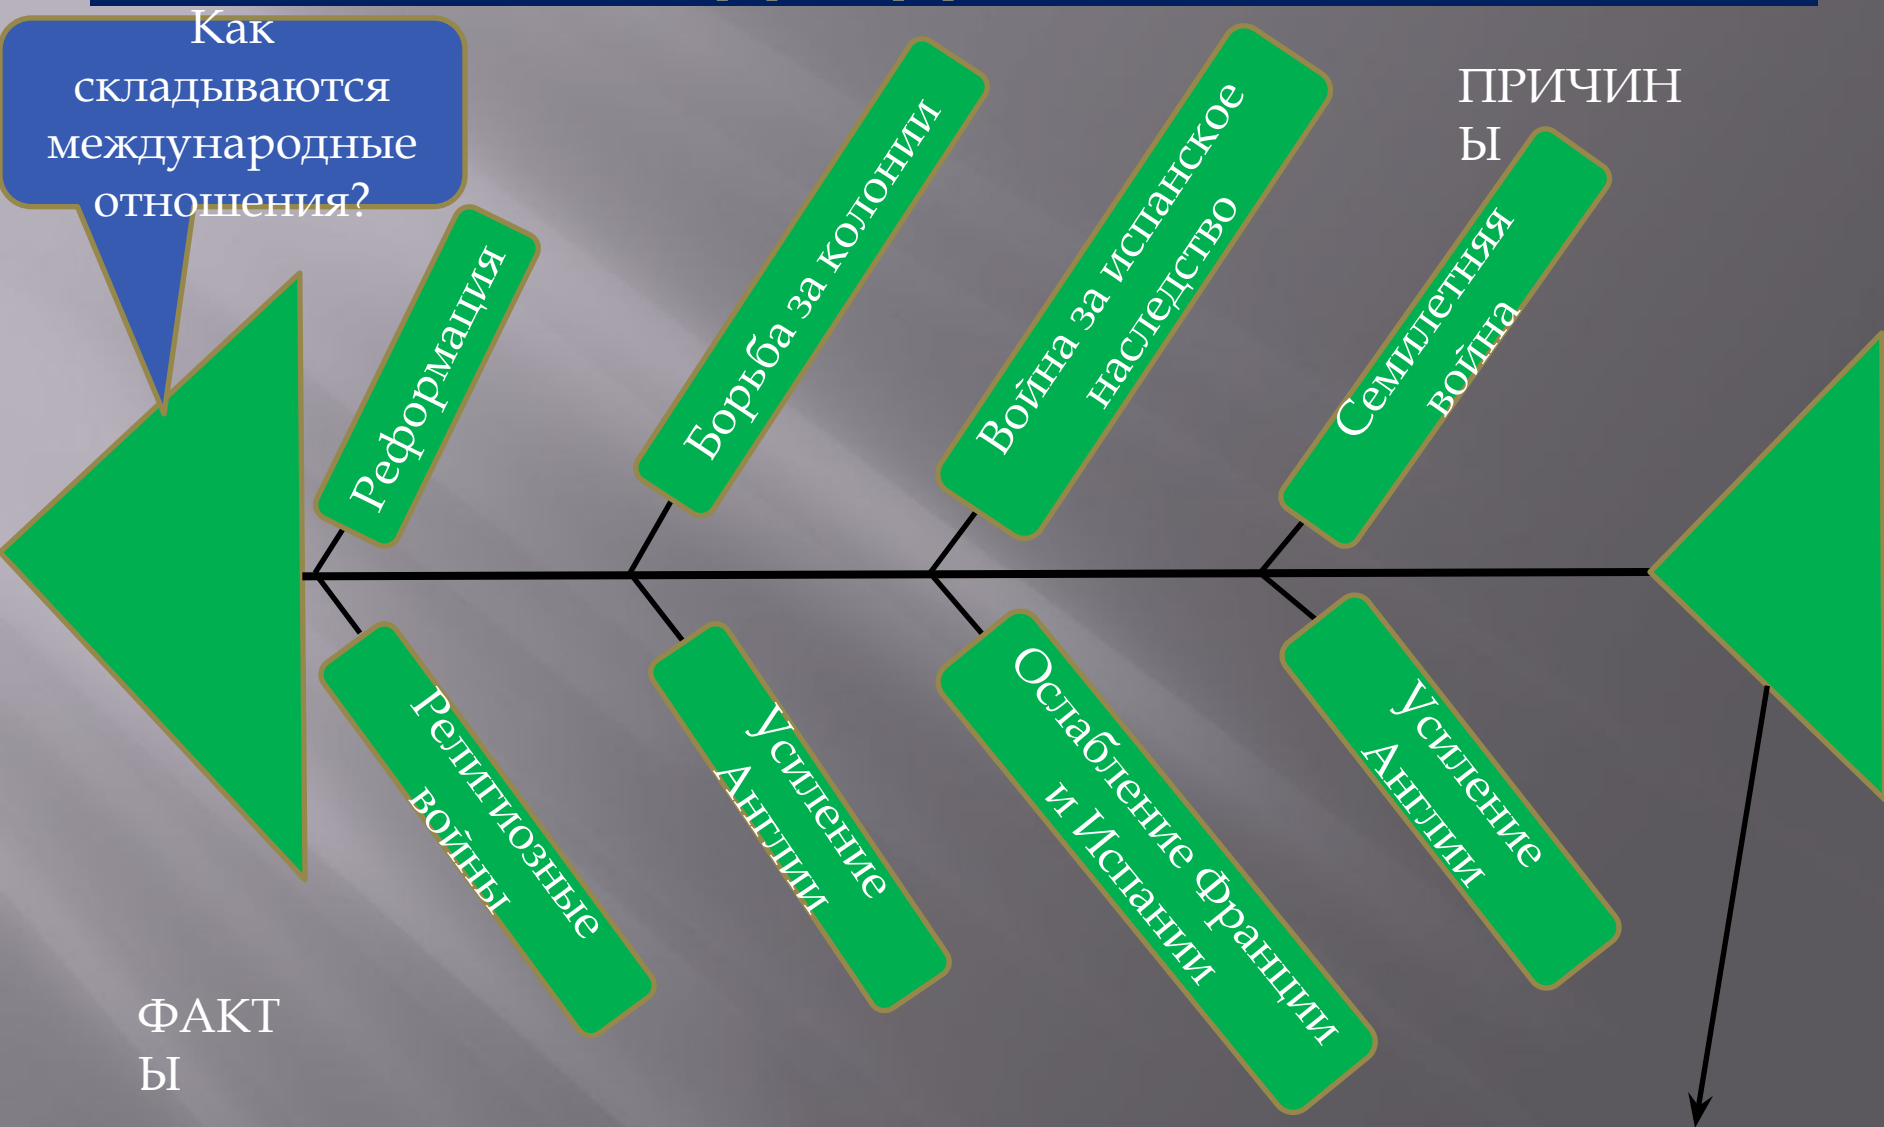 Как
складываются
международные
отношения?
ПРИЧИН
Ы
Реформация
Борьба за колонии
Война за испанское
наследство
Семилетняя
война
Религиозные
войны
Усиление
Англии
Ослабление Франции
и Испании
Усиление
Англии
ФАКТ
Ы